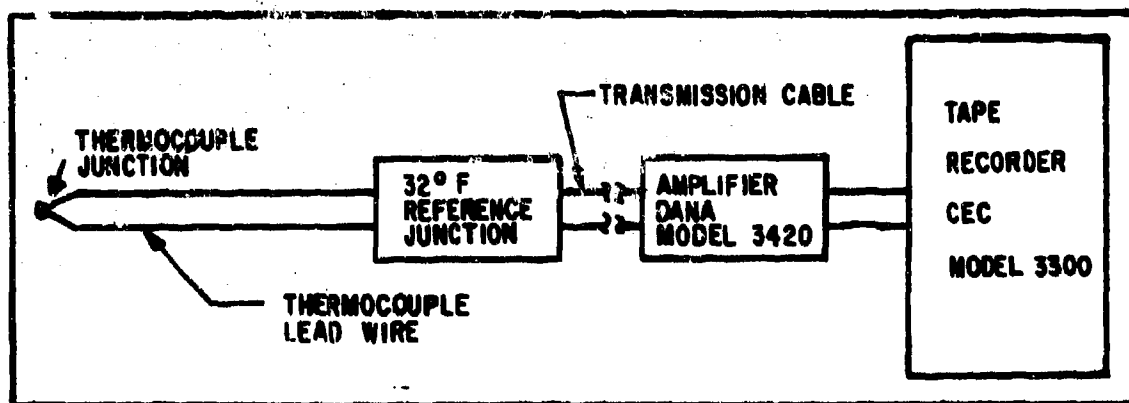 THERMOCOUPLE
JUNCTION
THERMOCOUPLE
LEAD WIRE
32° F
REFERENCE
JUNCTION
TRANSMISSION CABLE
AMPLIFIER
DANA
MODEL 3420
TAPE
RECORDER
CEC
MODEL 3300